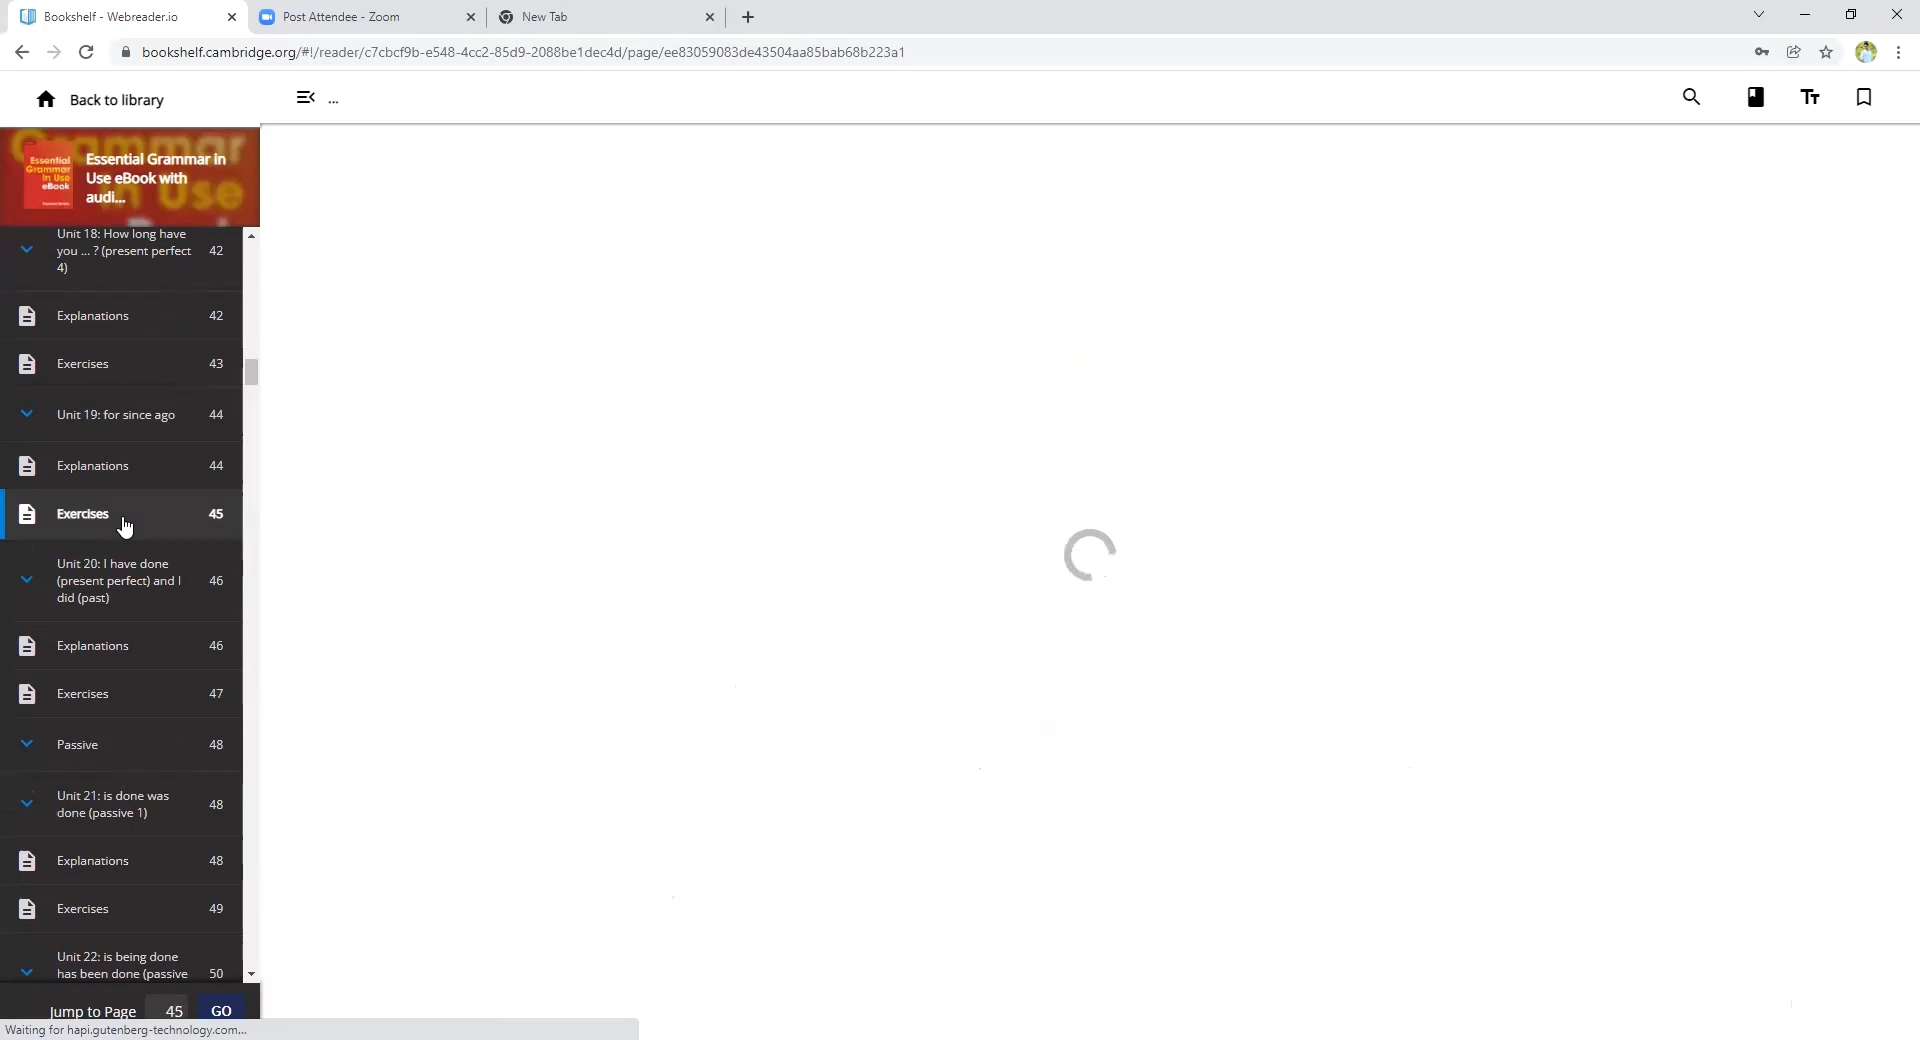 Bookshelf - Webreader.io
Post Attendee - Zoom
New Tab
bookshelf.cambridge.org/#!/reader/c7cbcf9b-e548-4cc2-85d9-2088be1dec4d/page/ee83059083de43504aa85bab68b223a1
Back to library
...
Essential
Grammar
in Use
eBook
Essential Grammar in
Use eBook with
audi...
Unit 18: How long have
you ... ? (present perfect 42
4)
Explanations 42
Exercises 43
Unit 19: for since ago 44
Explanations 44
Exercises 45
Unit 20: I have done
(present perfect) and I 46
did (past)
Explanations 46
Exercises 47
Passive 48
Unit 21: is done was
done (passive 1) 48
Explanations 48
Exercises 49
Unit 22: is being done
has been done (passive 50
Jump to Page 45 GO
Waiting for hapi.gutenberg-technology.com...